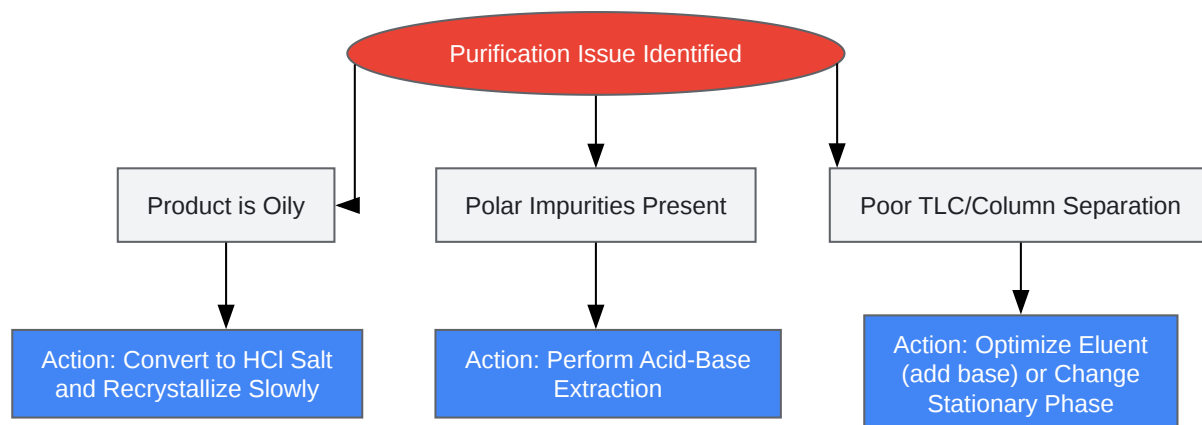 Purification Issue Identified
Product is Oily
Polar Impurities Present
Poor TLC/Column Separation
Action: Convert to HCl Salt
and Recrystallize Slowly
Action: Perform Acid-Base
Extraction
Action: Optimize Eluent
(add base) or Change
Stationary Phase